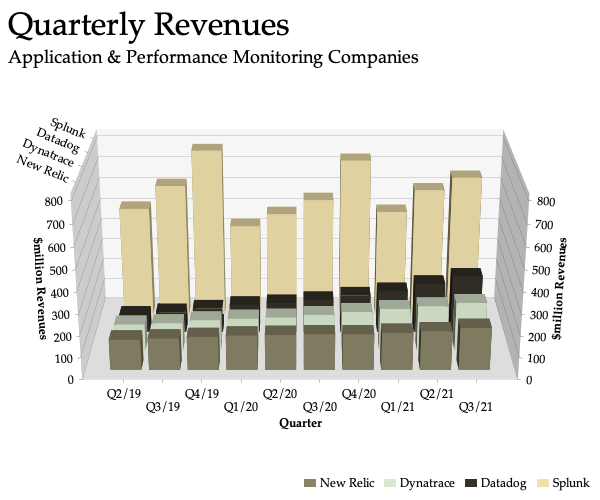 Quarterly Revenues
Application & Performance Monitoring Companies
Splunk
Datadog
Dynatrace
New Relic
800 800
700 700
600 600
500 500
400 400
300 300
200 200
100 100
0 0
$million Revenues
$million Revenues
Q2/19 Q4/19 Q2/20 Q4/20 Q2/21
Q3/19 Q1/20 Q3/20 Q1/21 Q3/21
Quarter
New Relic Dynatrace Datadog Splunk